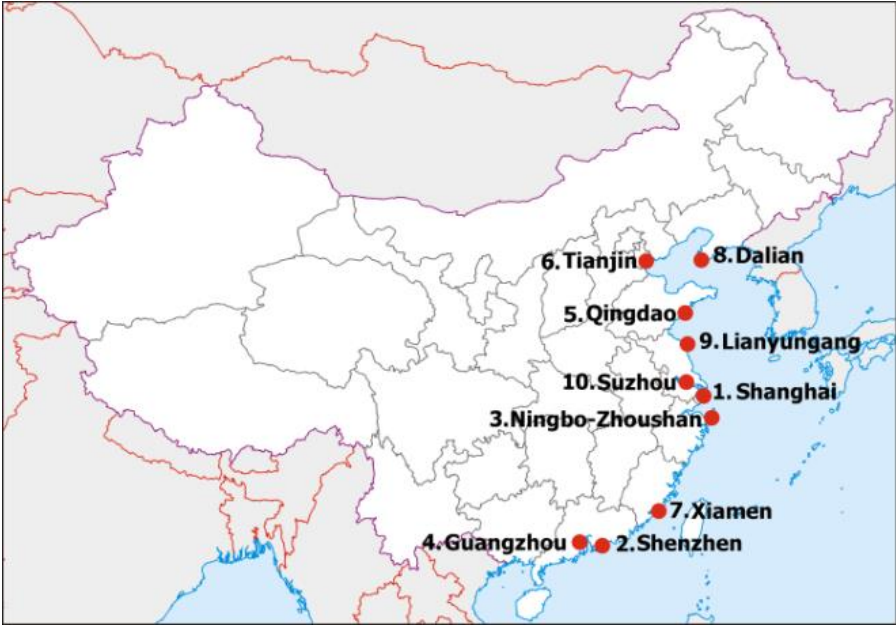 6.Tianjin
8.Dalian
5.Qingdao
9.Lianyungang
10.Suzhou
1. Shanghai
3.Ningbo-Zhoushan
7.Xiamen
4.Guangzhou
2.Shenzhen